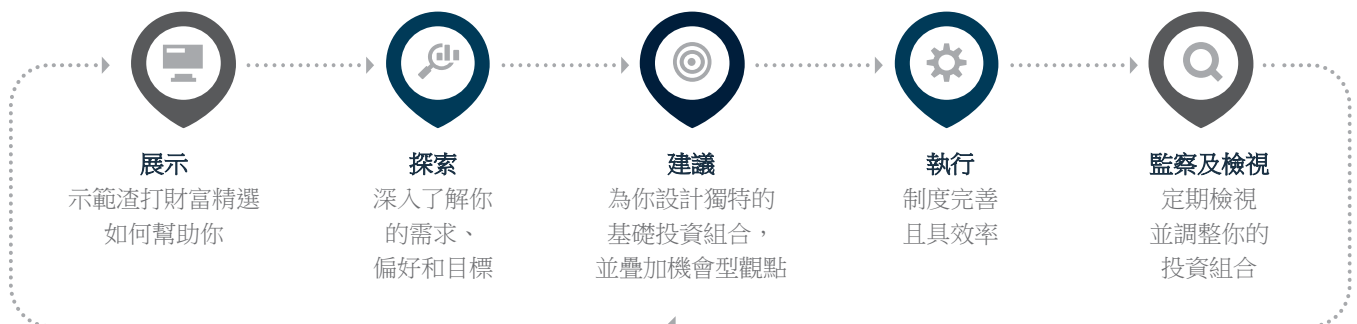 展示
示範渣打財富精選
如何幫助你
探索
深入了解你
的需求、
偏好和目標
建議
為你設計獨特的
基礎投資組合，
並疊加機會型觀點
執行
制度完善
且具效率
監察及檢視
定期檢視
並調整你的
投資組合